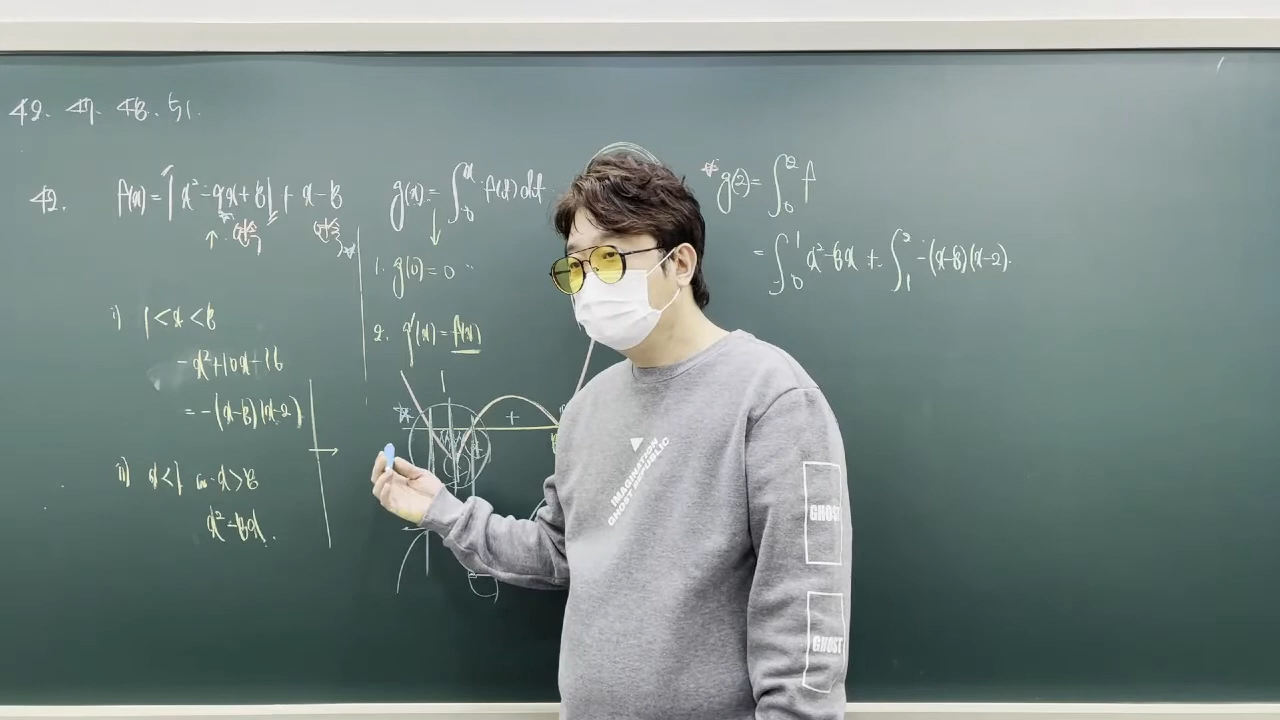 42. 47. 48. 51.
42. f(x) = |x² - 9x + 8| + x - 8
i) 1 < x < 8
-x² + 10x - 16
= -(x-8)(x-2)
ii) x < 1 or x > 8
x² - 8x.
g(x) = ∫₀ˣ f(t) dt
1. g(0) = 0
2. g'(x) = f(x)
+
g(2) = ∫₀² f
= ∫₀¹ x² - 8x + ∫₁² -(x-8)(x-2).
IMAGINATION
GHOST REPUBLIC
GHOST
GHOST